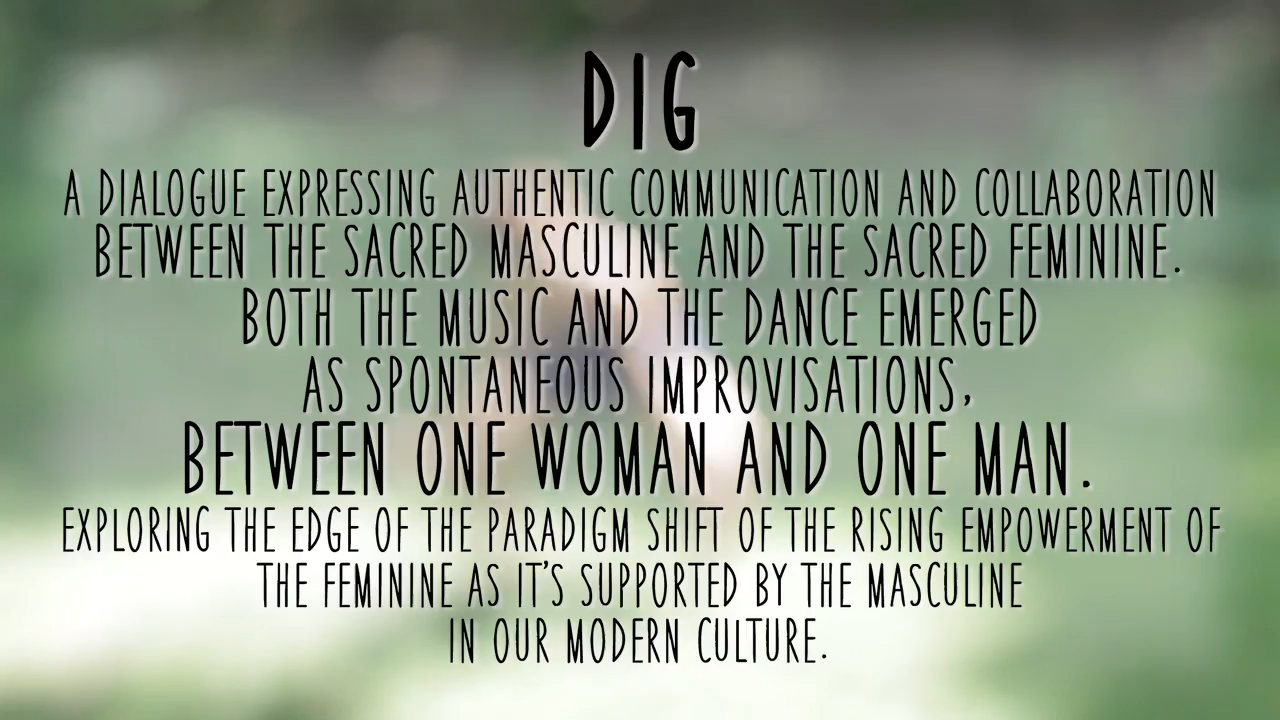 DIG
A DIALOGUE EXPRESSING AUTHENTIC COMMUNICATION AND COLLABORATION
BETWEEN THE SACRED MASCULINE AND THE SACRED FEMININE.
BOTH THE MUSIC AND THE DANCE EMERGED
AS SPONTANEOUS IMPROVISATIONS,
BETWEEN ONE WOMAN AND ONE MAN.
EXPLORING THE EDGE OF THE PARADIGM SHIFT OF THE RISING EMPOWERMENT OF
THE FEMININE AS IT'S SUPPORTED BY THE MASCULINE
IN OUR MODERN CULTURE.